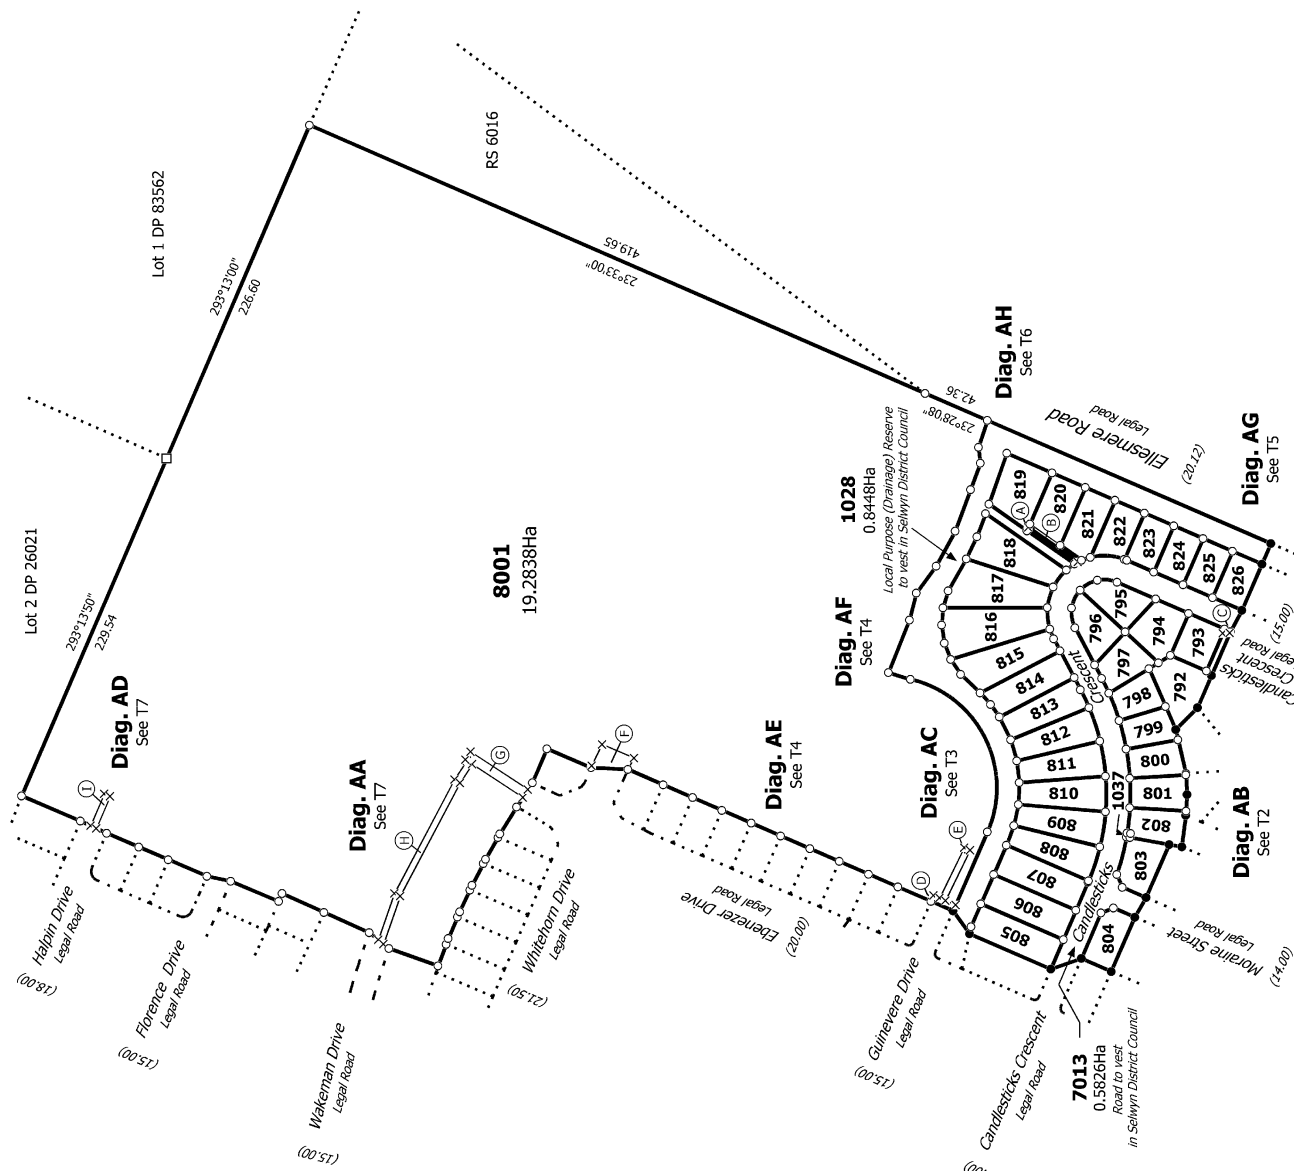 Lot 1 DP 83562
RS 6016
Lot 2 DP 26021
293°13'00"
226.60
419.65
23°33'00"
293°13'50"
229.54
8001
19.2838Ha
Diag. AH
See T6
42.36
23°28'08"
Ellesmere Road
Legal Road
(20.12)
Diag. AG
See T5
1028
0.8448Ha
Local Purpose (Drainage) Reserve
to vest in Selwyn District Council
Diag. AF
See T4
Diag. AD
See T7
I
Diag. AA
See T7
H
G
F
Diag. AE
See T4
Diag. AC
See T3
E
D
A
B
C
819
820
821
822
823
824
825
826
818
817
816
815
814
813
812
811
810
809
808
807
806
805
795
796
794
793
797
792
798
799
800
801
802
803
804
1037
Crescent
Candlesticks
Candlesticks
Crescent
Legal Road
(15.00)
Diag. AB
See T2
Moraine Street
Legal Road
(14.00)
Halpin Drive
Legal Road
(18.00)
Florence Drive
Legal Road
(15.00)
Wakeman Drive
Legal Road
(15.00)
Whitehorn Drive
Legal Road
(21.50)
Ebenezer Drive
Legal Road
(20.00)
Guinevere Drive
Legal Road
(15.00)
Candlesticks Crescent
Legal Road
7013
0.5826Ha
Road to vest
in Selwyn District Council